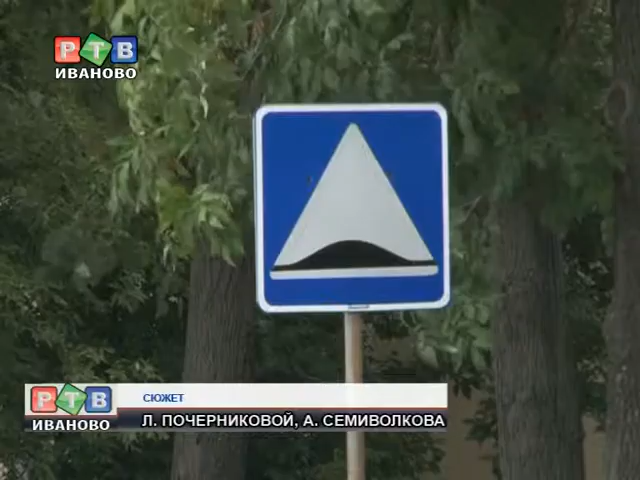 РТВ
ИВАНОВО
РТВ
ИВАНОВО
СЮЖЕТ
Л. ПОЧЕРНИКОВОЙ, А. СЕМИВОЛКОВА